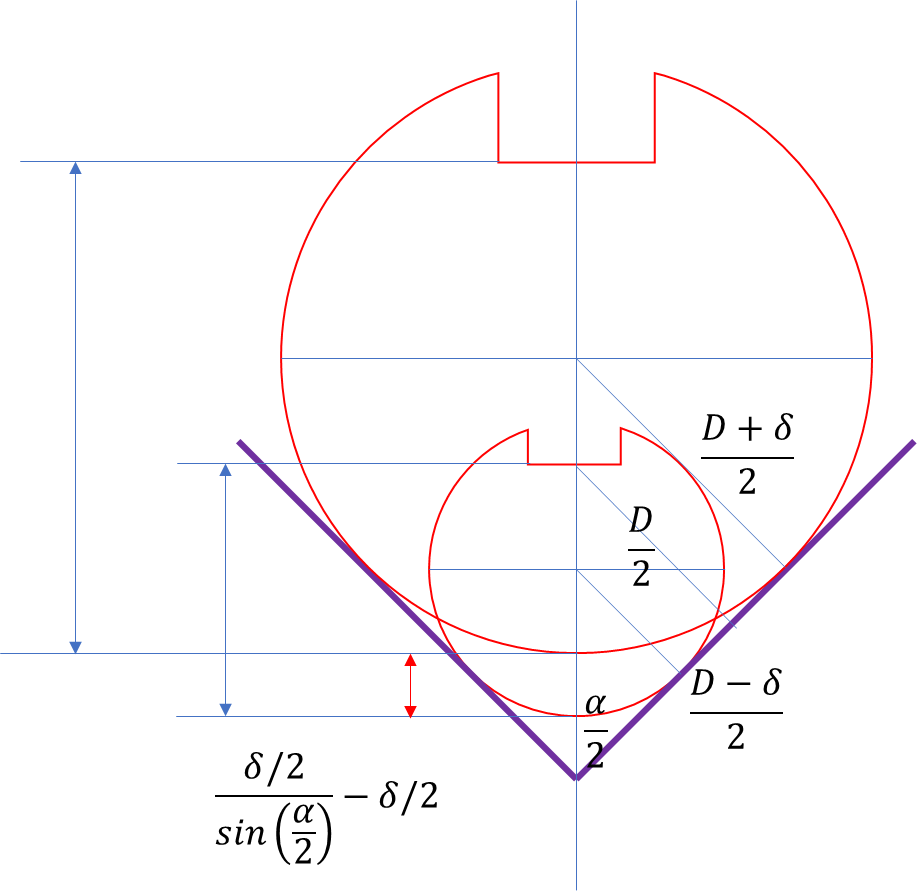 (D + δ)/2
D/2
(D − δ)/2
α/2
(δ/2)/(sin(α/2)) − δ/2